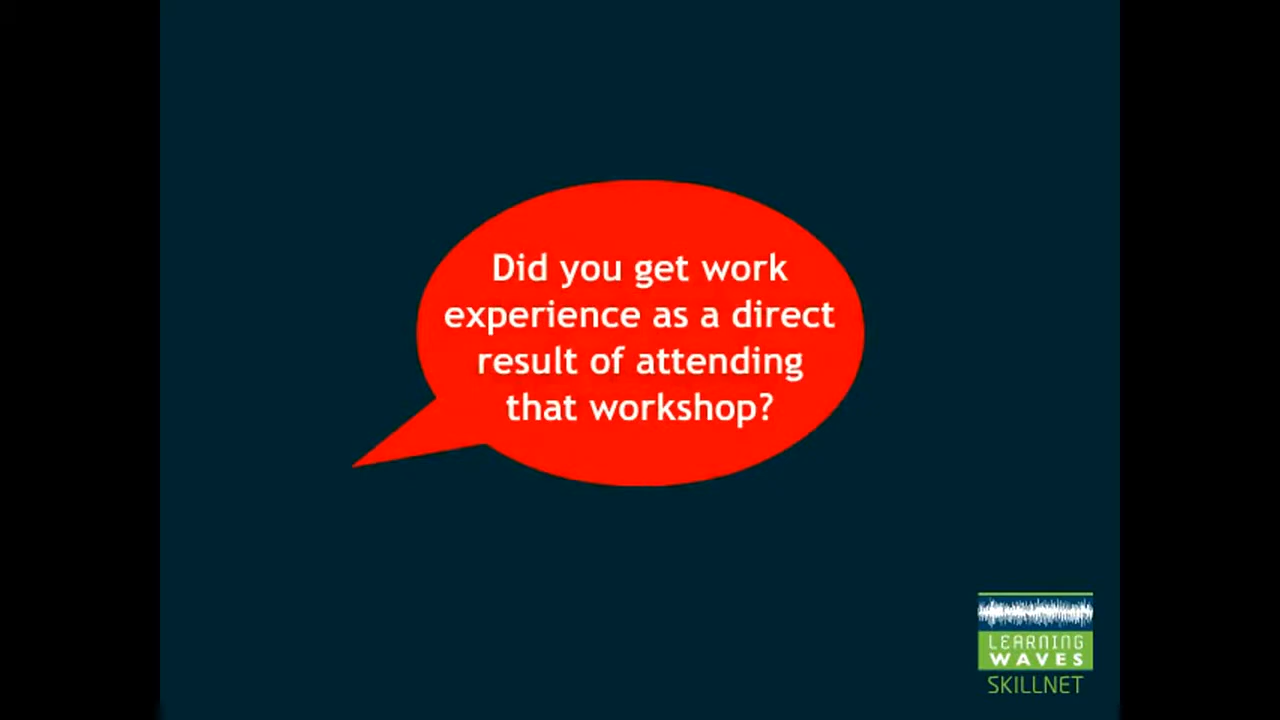 Did you get work
experience as a direct
result of attending
that workshop?
LEARNING
WAVES
SKILLNET